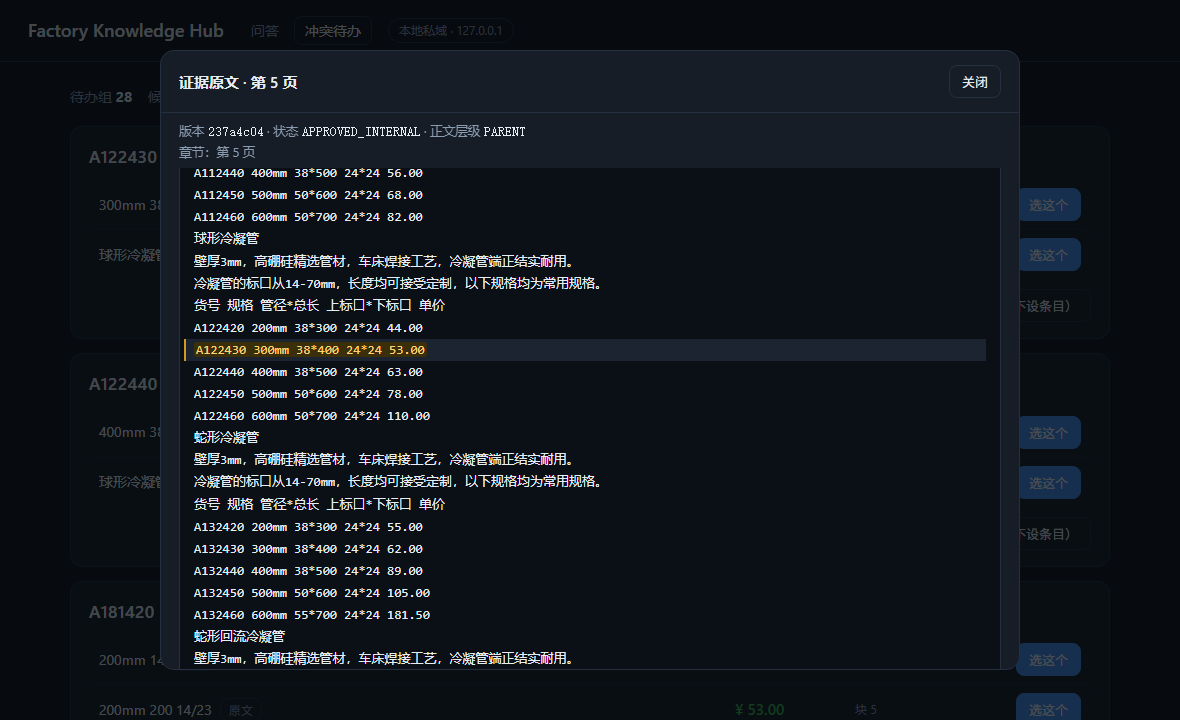 Factory Knowledge Hub 问答 冲突待办 本地私域 · 127.0.0.1
待办组 28 候
证据原文 · 第 5 页 关闭
版本 237a4c04 · 状态 APPROVED_INTERNAL · 正文层级 PARENT
章节：第 5 页
A112440 400mm 38*500 24*24 56.00
A112450 500mm 50*600 24*24 68.00
A112460 600mm 50*700 24*24 82.00
球形冷凝管
壁厚3mm，高硼硅精选管材，车床焊接工艺，冷凝管端正结实耐用。
冷凝管的标口从14-70mm，长度均可接受定制，以下规格均为常用规格。
货号 规格 管径*总长 上标口*下标口 单价
A122420 200mm 38*300 24*24 44.00
A122430 300mm 38*400 24*24 53.00
A122440 400mm 38*500 24*24 63.00
A122450 500mm 50*600 24*24 78.00
A122460 600mm 50*700 24*24 110.00
蛇形冷凝管
壁厚3mm，高硼硅精选管材，车床焊接工艺，冷凝管端正结实耐用。
冷凝管的标口从14-70mm，长度均可接受定制，以下规格均为常用规格。
货号 规格 管径*总长 上标口*下标口 单价
A132420 200mm 38*300 24*24 55.00
A132430 300mm 38*400 24*24 62.00
A132440 400mm 38*500 24*24 89.00
A132450 500mm 50*600 24*24 105.00
A132460 600mm 55*700 24*24 181.50
蛇形回流冷凝管
壁厚3mm，高硼硅精选管材，车床焊接工艺，冷凝管端正结实耐用。
A122430
300mm 38 选这个
球形冷凝管 选这个
不设条目）
A122440
400mm 38 选这个
球形冷凝管 选这个
不设条目）
A181420
200mm 14 选这个
200mm 200 14/23 原文 ¥ 53.00 块 5 选这个